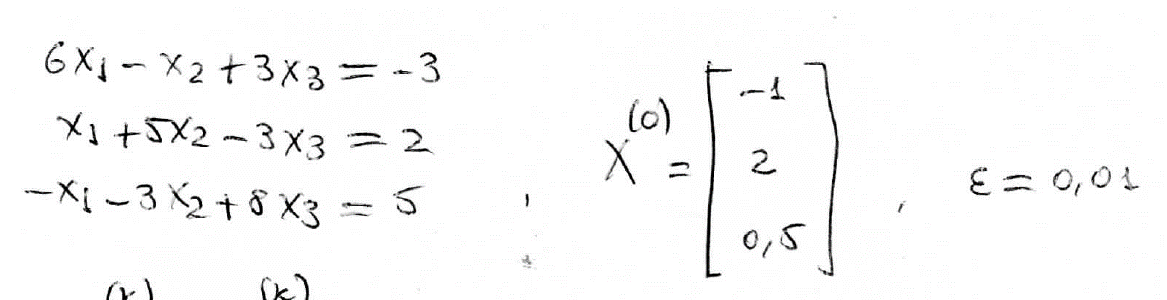 6x₁ - x₂ + 3x₃ = -3
x₁ + 5x₂ - 3x₃ = 2
-x₁ - 3x₂ + 8x₃ = 5 , X⁽⁰⁾ = [-1 2 0,5] , ε = 0,01
(k)